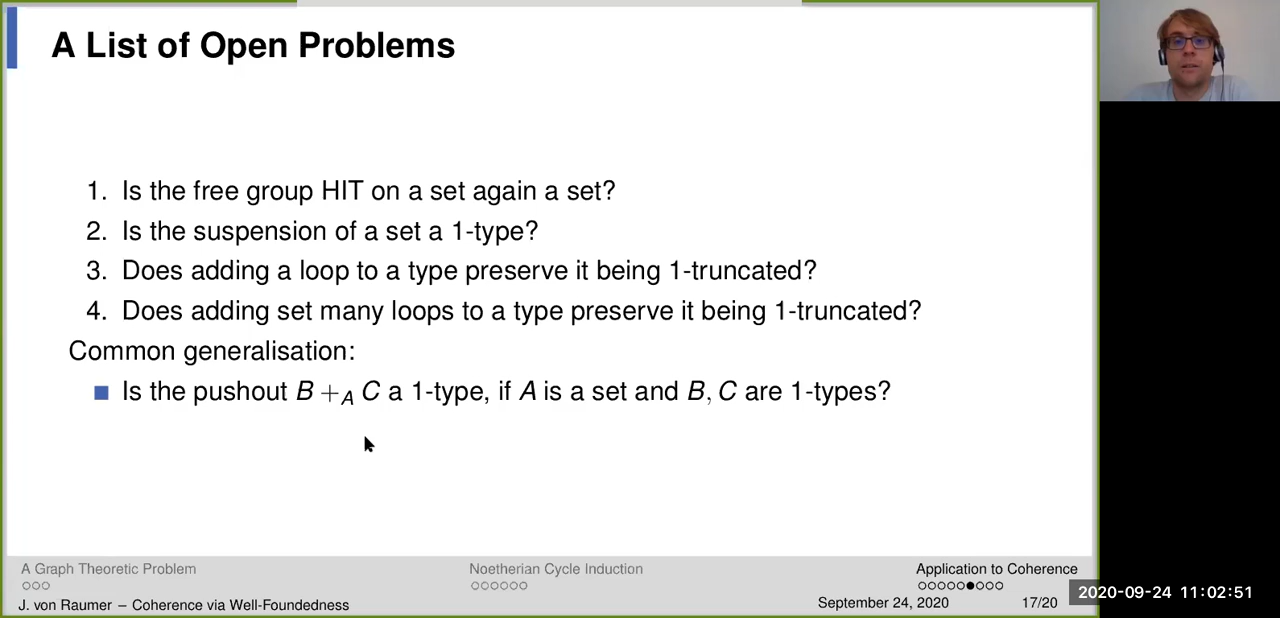 A List of Open Problems
1. Is the free group HIT on a set again a set?
2. Is the suspension of a set a 1-type?
3. Does adding a loop to a type preserve it being 1-truncated?
4. Does adding set many loops to a type preserve it being 1-truncated?
Common generalisation:
Is the pushout B +_A C a 1-type, if A is a set and B, C are 1-types?
A Graph Theoretic Problem
Noetherian Cycle Induction
Application to Coherence
J. von Raumer – Coherence via Well-Foundedness
September 24, 2020
17/20
2020-09-24 11:02:51